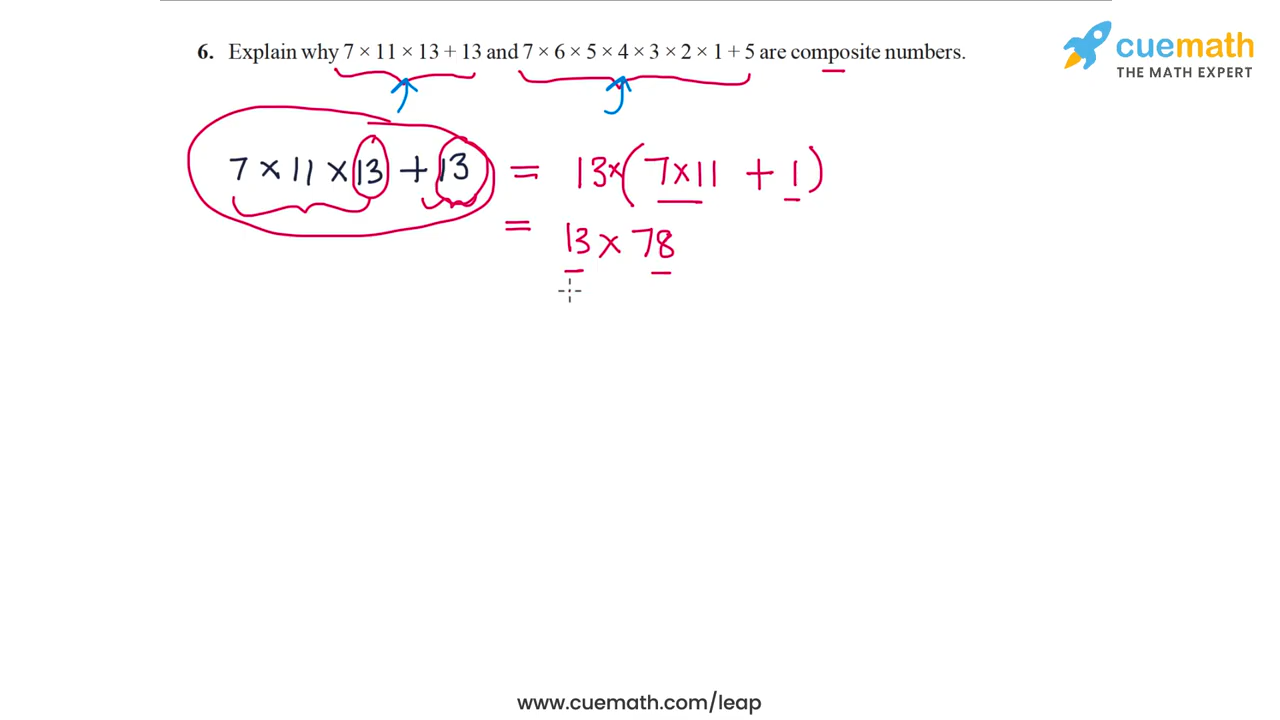 cuemath
THE MATH EXPERT
6. Explain why 7 × 11 × 13 + 13 and 7 × 6 × 5 × 4 × 3 × 2 × 1 + 5 are composite numbers.
7 × 11 × 13 + 13 = 13×(7×11 + 1)
= 13 × 78
www.cuemath.com/leap